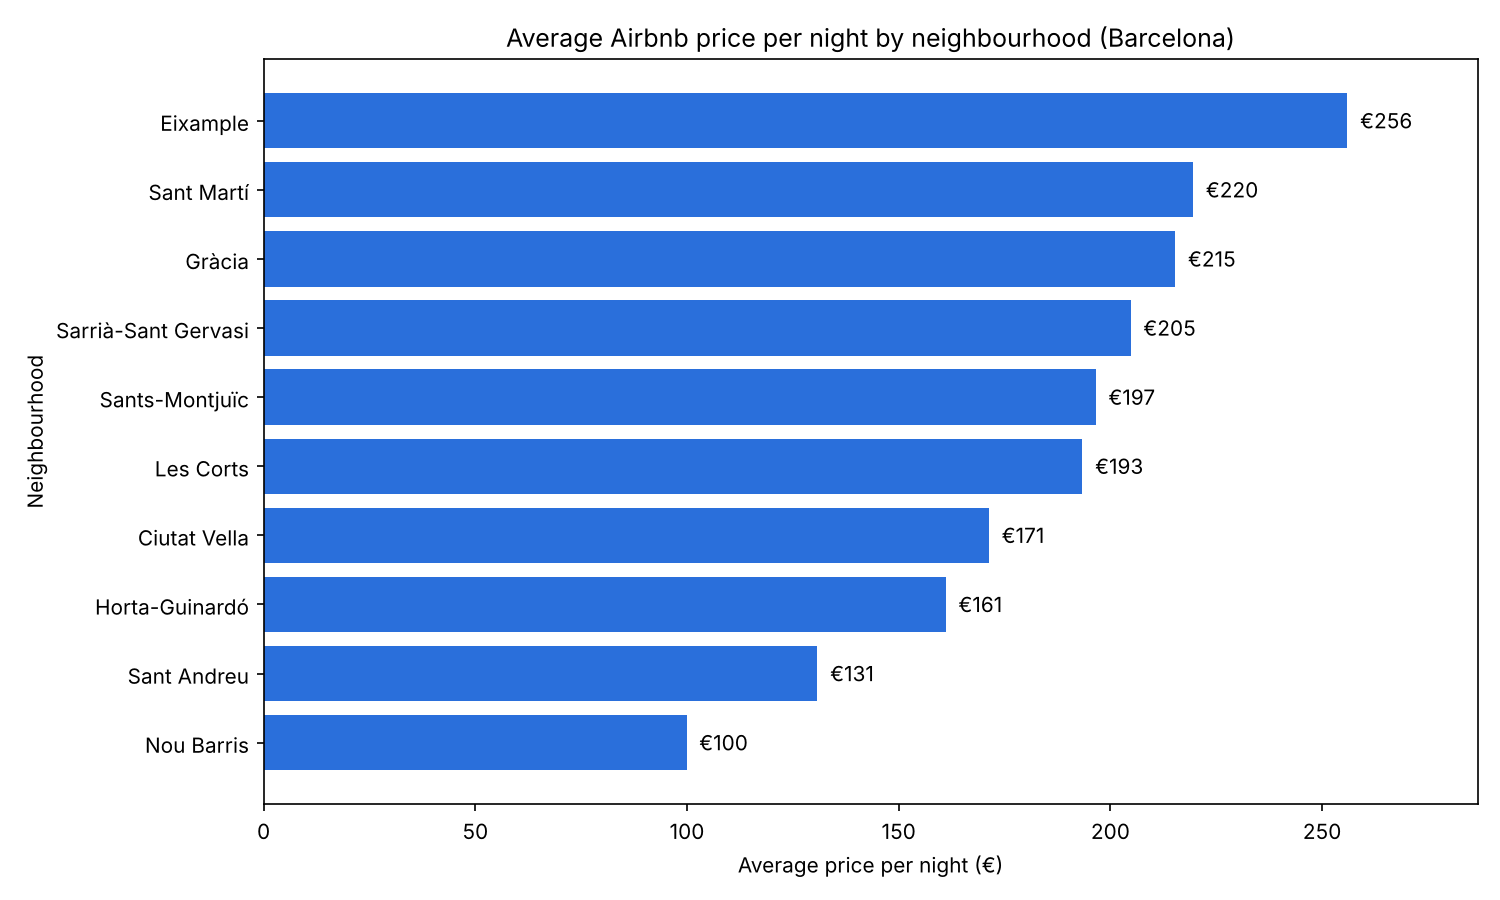 Average Airbnb price per night by neighbourhood (Barcelona)
Neighbourhood
Eixample €256
Sant Martí €220
Gràcia €215
Sarrià-Sant Gervasi €205
Sants-Montjuïc €197
Les Corts €193
Ciutat Vella €171
Horta-Guinardó €161
Sant Andreu €131
Nou Barris €100
0 50 100 150 200 250
Average price per night (€)